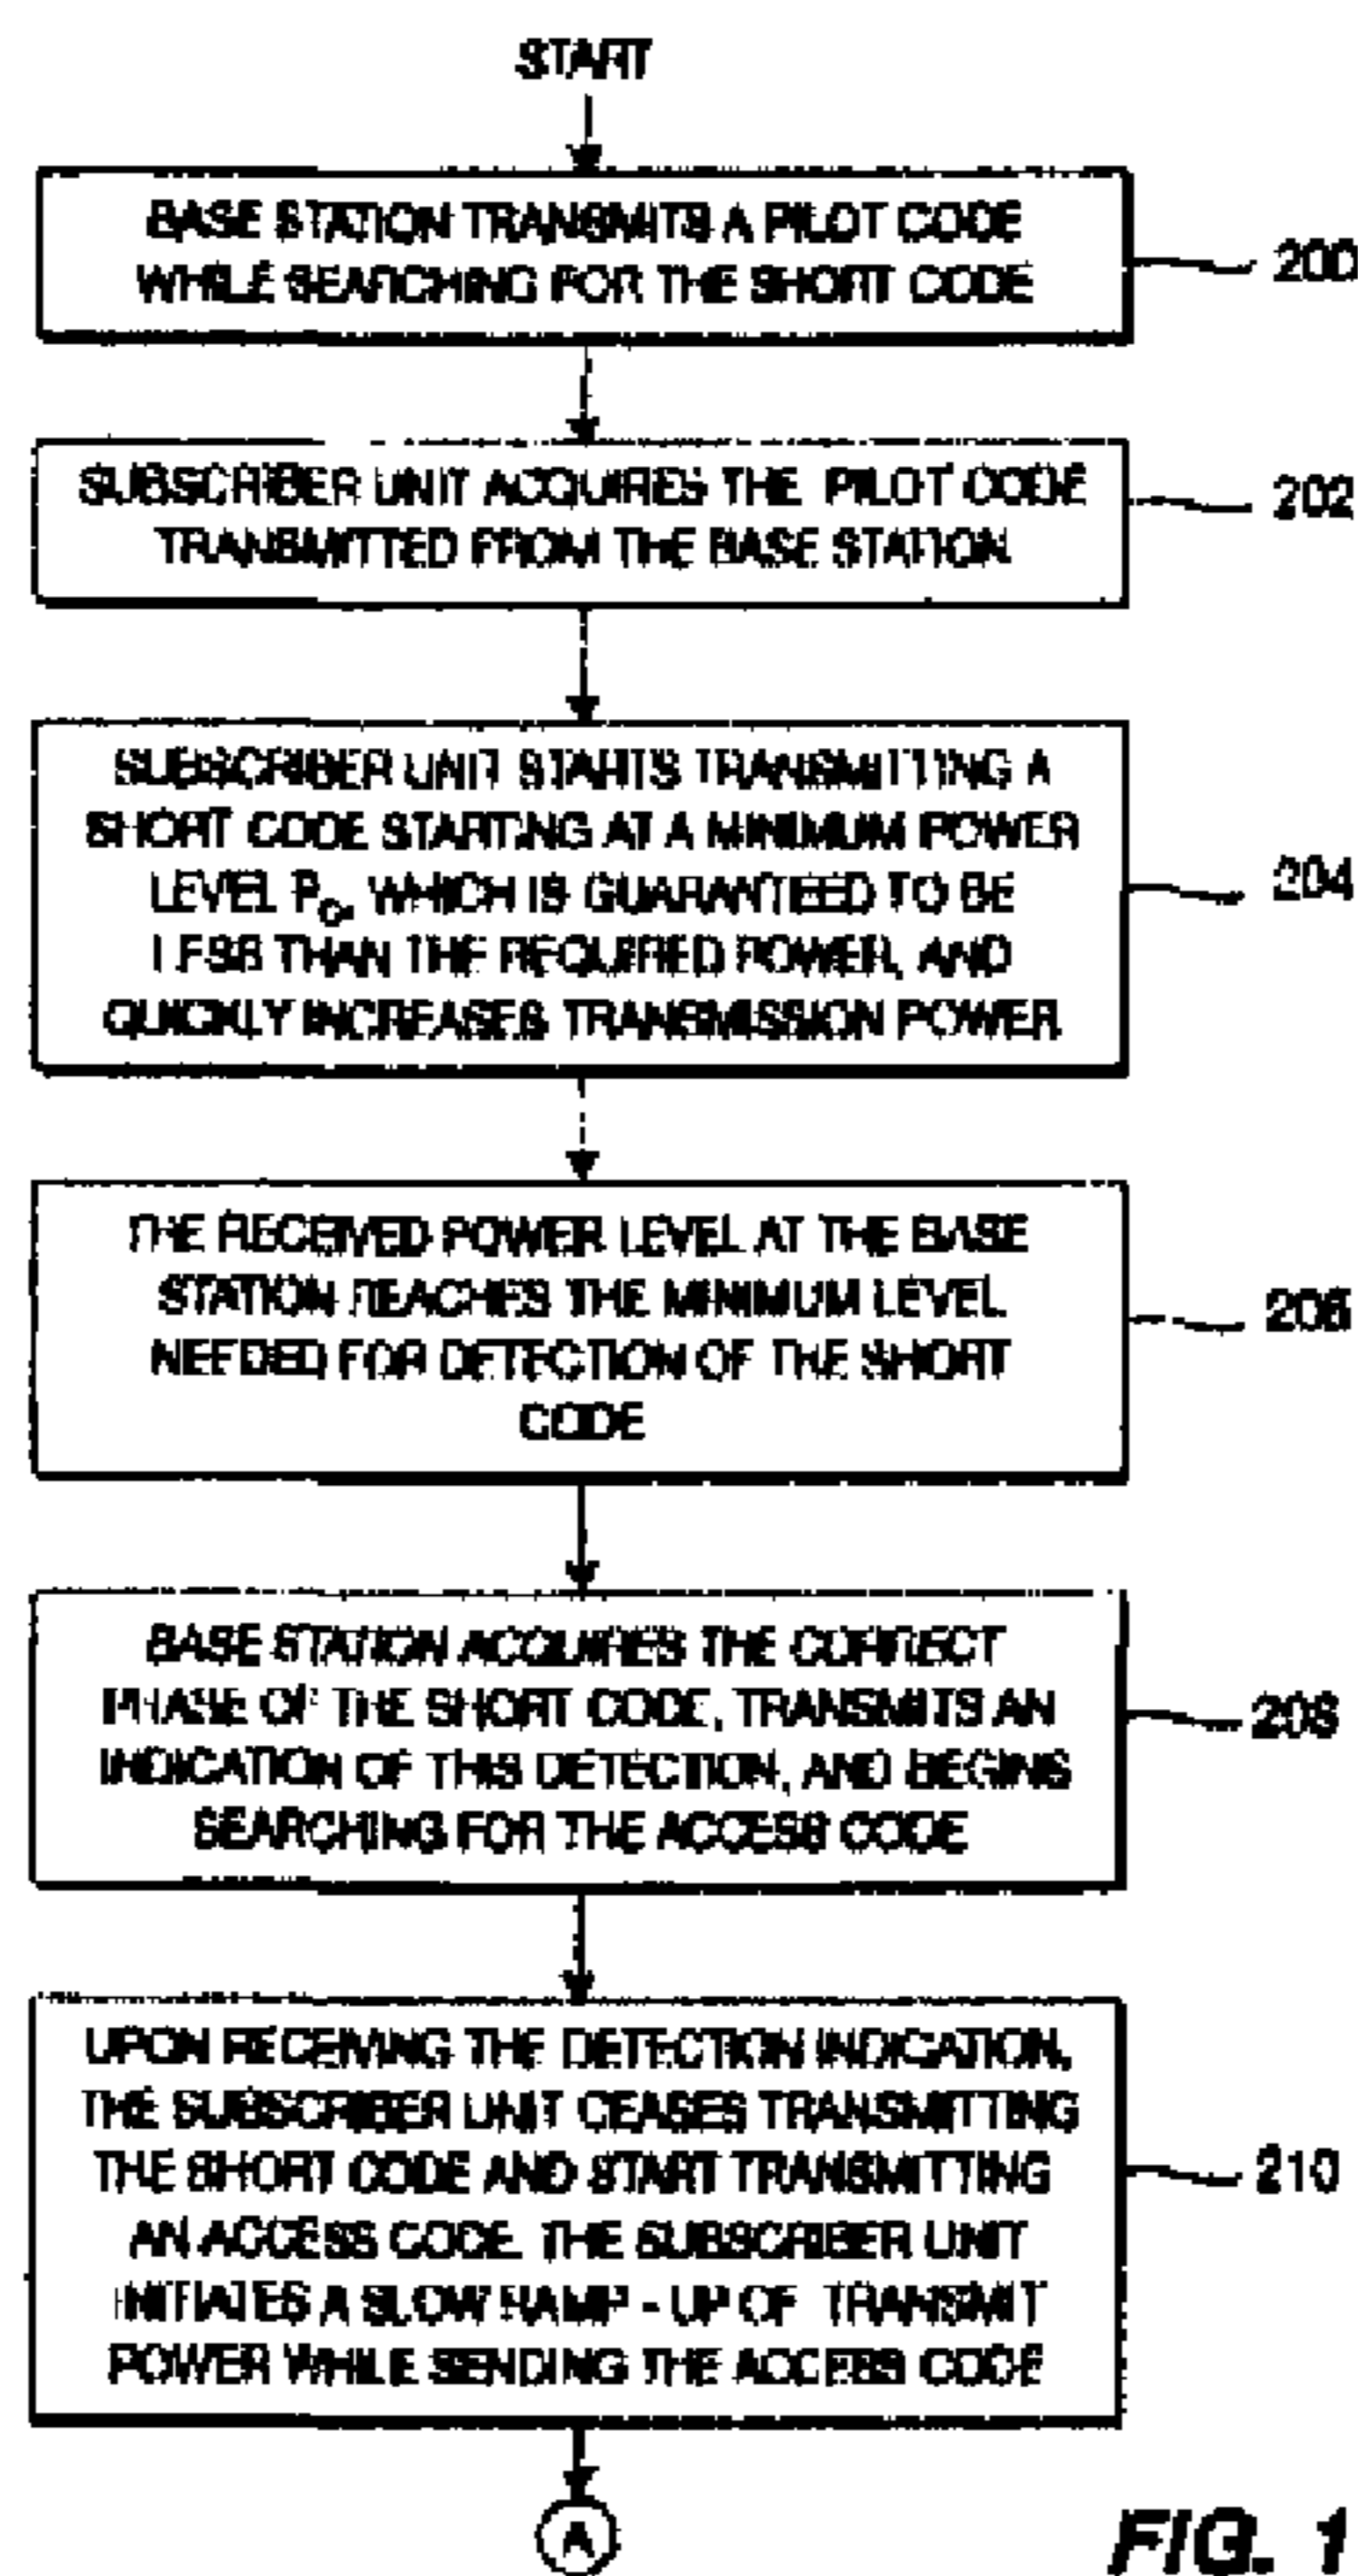 START
BASE STATION TRANSMITS A PILOT CODE
WHILE SEARCHING FOR THE SHORT CODE
200
SUBSCRIBER UNIT ACQUIRES THE PILOT CODE
TRANSMITTED FROM THE BASE STATION
202
SUBSCRIBER UNIT STARTS TRANSMITTING A
SHORT CODE STARTING AT A MINIMUM POWER
LEVEL P₀, WHICH IS GUARANTEED TO BE
LESS THAN THE REQUIRED POWER, AND
QUICKLY INCREASES TRANSMISSION POWER
204
THE RECEIVED POWER LEVEL AT THE BASE
STATION REACHES THE MINIMUM LEVEL
NEEDED FOR DETECTION OF THE SHORT
CODE
206
BASE STATION ACQUIRES THE CORRECT
PHASE OF THE SHORT CODE, TRANSMITS AN
INDICATION OF THIS DETECTION, AND BEGINS
SEARCHING FOR THE ACCESS CODE
208
UPON RECEIVING THE DETECTION INDICATION,
THE SUBSCRIBER UNIT CEASES TRANSMITTING
THE SHORT CODE AND START TRANSMITTING
AN ACCESS CODE. THE SUBSCRIBER UNIT
INITIATES A SLOW RAMP - UP OF TRANSMIT
POWER WHILE SENDING THE ACCESS CODE
210
A
FIG. 1